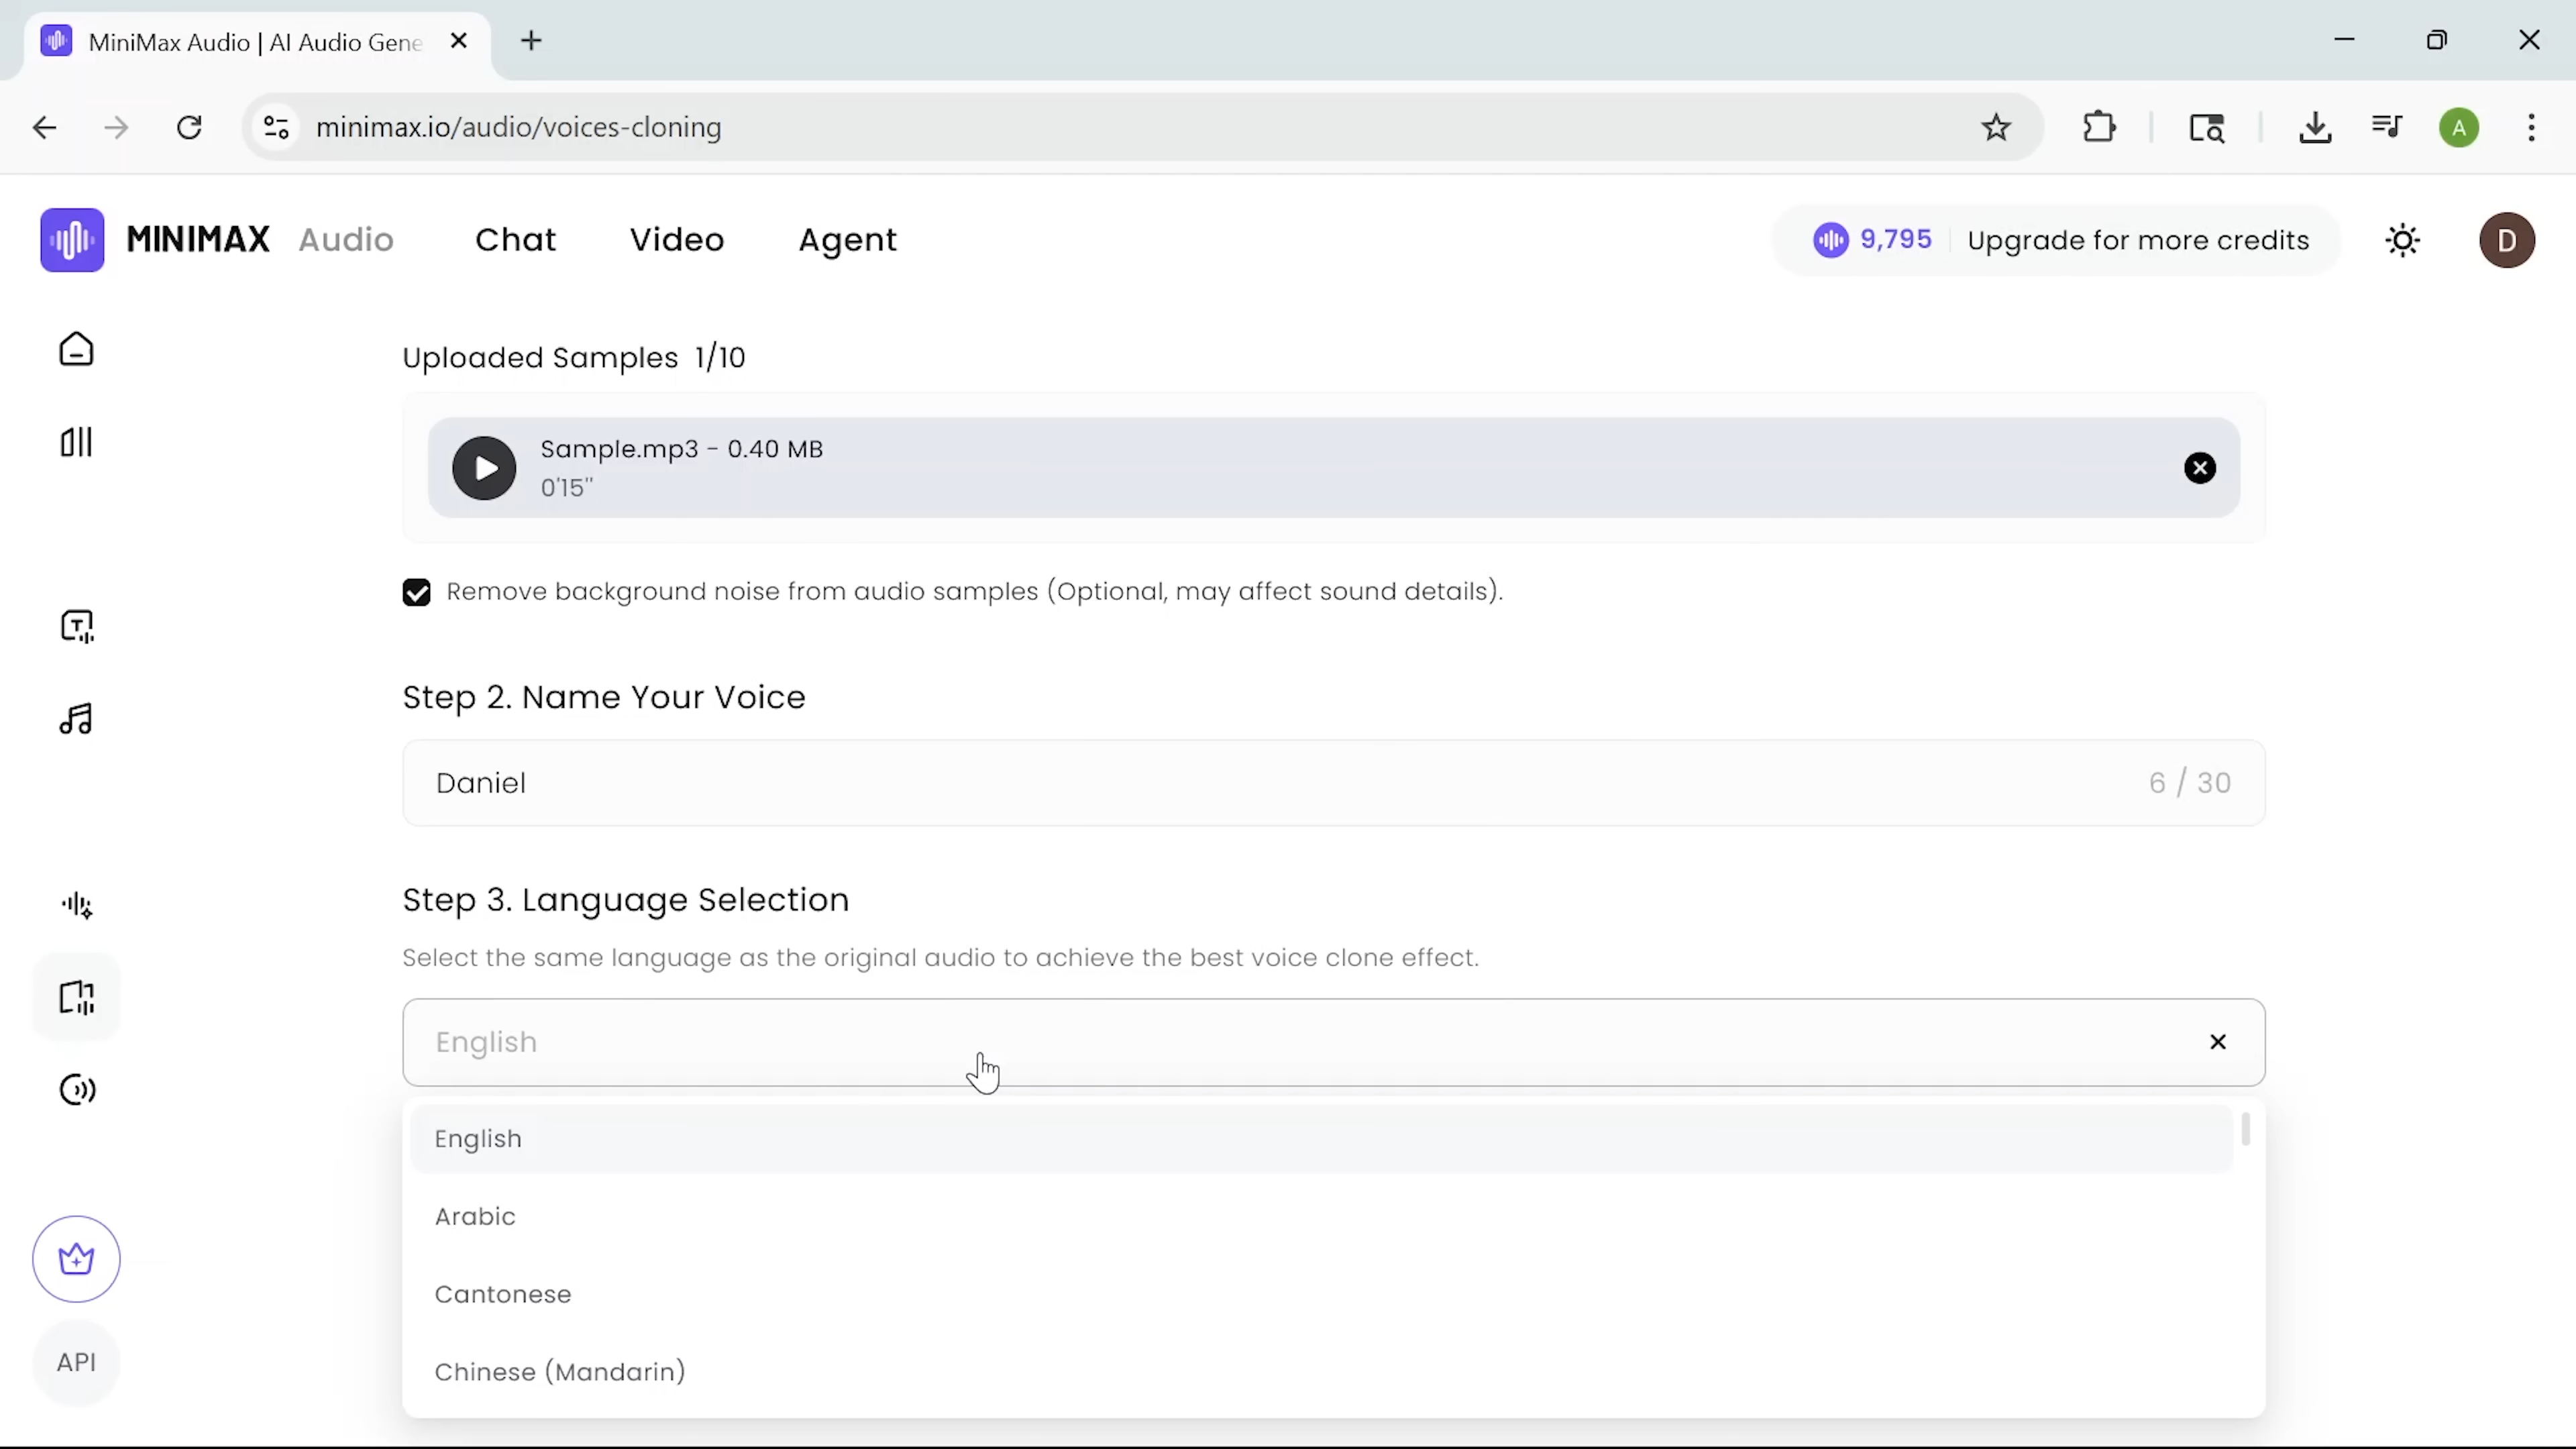 MiniMax Audio | AI Audio Gene
minimax.io/audio/voices-cloning
A
MINIMAX Audio Chat Video Agent
9,795 Upgrade for more credits
D
Uploaded Samples 1/10
Sample.mp3 - 0.40 MB
0'15"
Remove background noise from audio samples (Optional, may affect sound details).
Step 2. Name Your Voice
Daniel 6 / 30
Step 3. Language Selection
Select the same language as the original audio to achieve the best voice clone effect.
English
English
Arabic
Cantonese
Chinese (Mandarin)
API